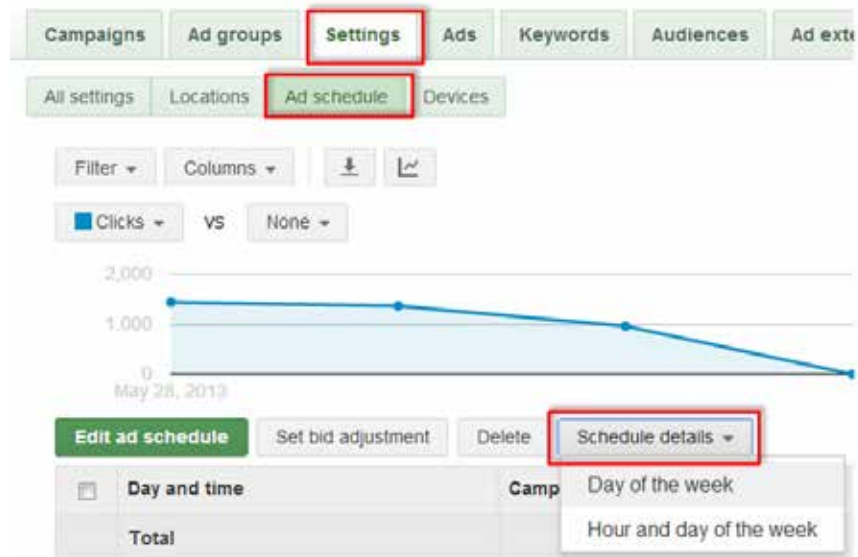 Campaigns Ad groups Settings Ads Keywords Audiences Ad exte
All settings Locations Ad schedule Devices
Filter Columns
Clicks VS None
2,000
1,000
0
May 28, 2013
Edit ad schedule Set bid adjustment Delete Schedule details
Day and time Camp Day of the week
Total Hour and day of the week